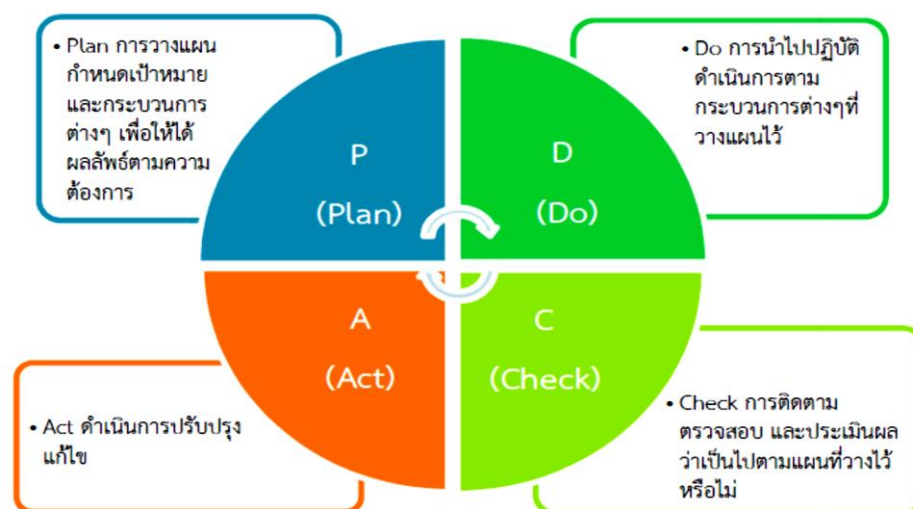 • Plan การวางแผน
กำหนดเป้าหมาย
และกระบวนการ
ต่างๆ เพื่อให้ได้
ผลลัพธ์ตามความ
ต้องการ
• Do การนำไปปฏิบัติ
ดำเนินการตาม
กระบวนการต่างๆที่
วางแผนไว้
P
(Plan)
D
(Do)
A
(Act)
C
(Check)
• Act ดำเนินการปรับปรุง
แก้ไข
• Check การติดตาม
ตรวจสอบ และประเมินผล
ว่าเป็นไปตามแผนที่วางไว้
หรือไม่